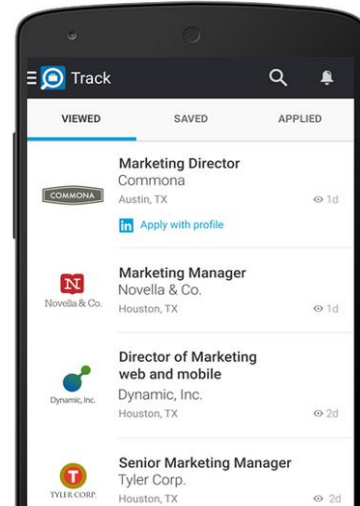 Track
VIEWED SAVED APPLIED
Marketing Director
Commona
COMMONA
Austin, TX 1d
in Apply with profile
Marketing Manager
N Novella & Co.
Novella & Co. Houston, TX 1d
Director of Marketing
web and mobile
Dynamic, Inc. Dynamic, Inc.
Houston, TX 2d
Senior Marketing Manager
T Tyler Corp.
TYLER CORP. Houston, TX 2d